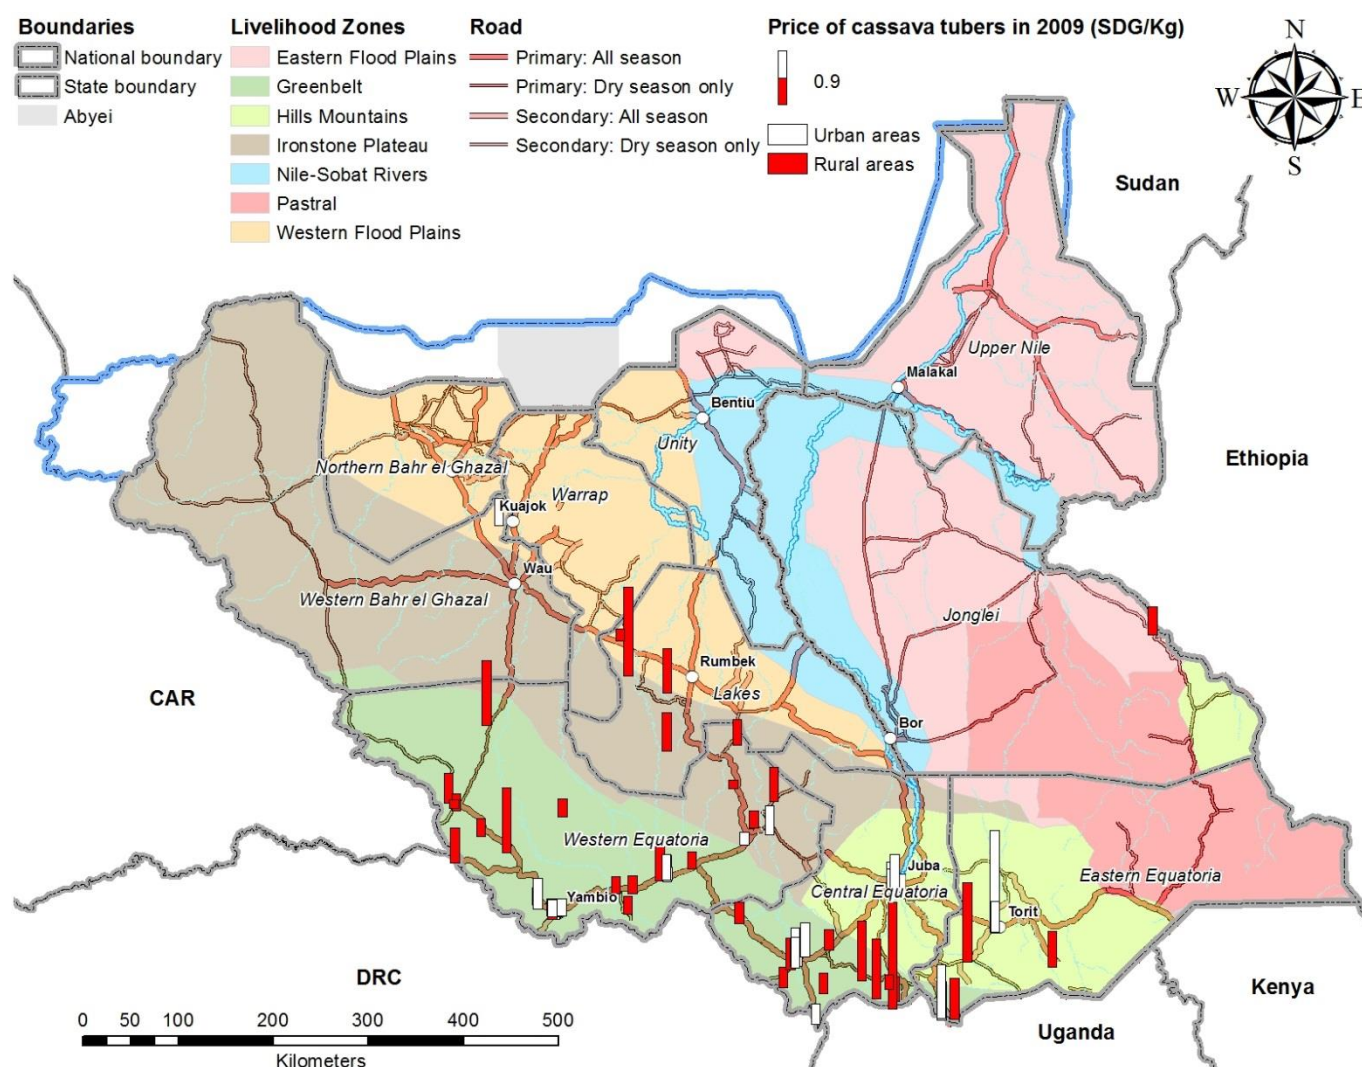 Boundaries
National boundary
State boundary
Abyei
Livelihood Zones
Eastern Flood Plains
Greenbelt
Hills Mountains
Ironstone Plateau
Nile-Sobat Rivers
Pastral
Western Flood Plains
Road
Primary: All season
Primary: Dry season only
Secondary: All season
Secondary: Dry season only
Price of cassava tubers in 2009 (SDG/Kg)
0.9
Urban areas
Rural areas
N
W
E
S
Sudan
Upper Nile
Malakal
Bentiu
Unity
Ethiopia
Northern Bahr el Ghazal
Warrap
Kuajok
Wau
Western Bahr el Ghazal
Jonglei
Rumbek
Lakes
CAR
Bor
Western Equatoria
Juba
Central Equatoria
Eastern Equatoria
Yambio
Torit
DRC
Kenya
Uganda
0 50 100 200 300 400 500
Kilometers